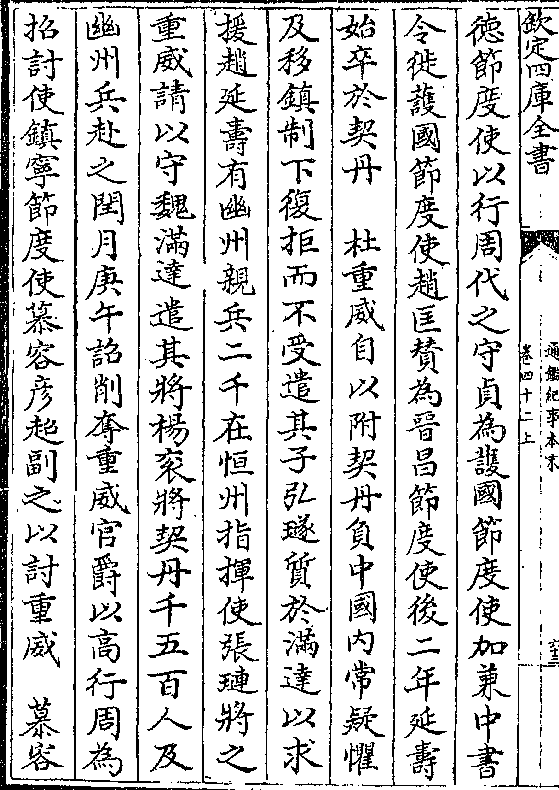 欽定四庫全書
通鑑紀事本末
卷四十二上
德節度使以行周代之守貞為護國節度使加兼中書
令徙護國節度使趙匡贊為晉昌節度使後二年延壽
始卒於契丹　杜重威自以附契丹負中國內常疑懼
及移鎮制下復拒而不受遣其子弘璲質於滿達以求
援趙延壽有幽州親兵二千在恒州指揮使張璉將之
重威請以守魏滿達遣其將楊衮將契丹千五百人及
幽州兵赴之閏月庚午詔削奪重威官爵以高行周為
招討使鎮寧節度使慕容彦超副之以討重威　慕容